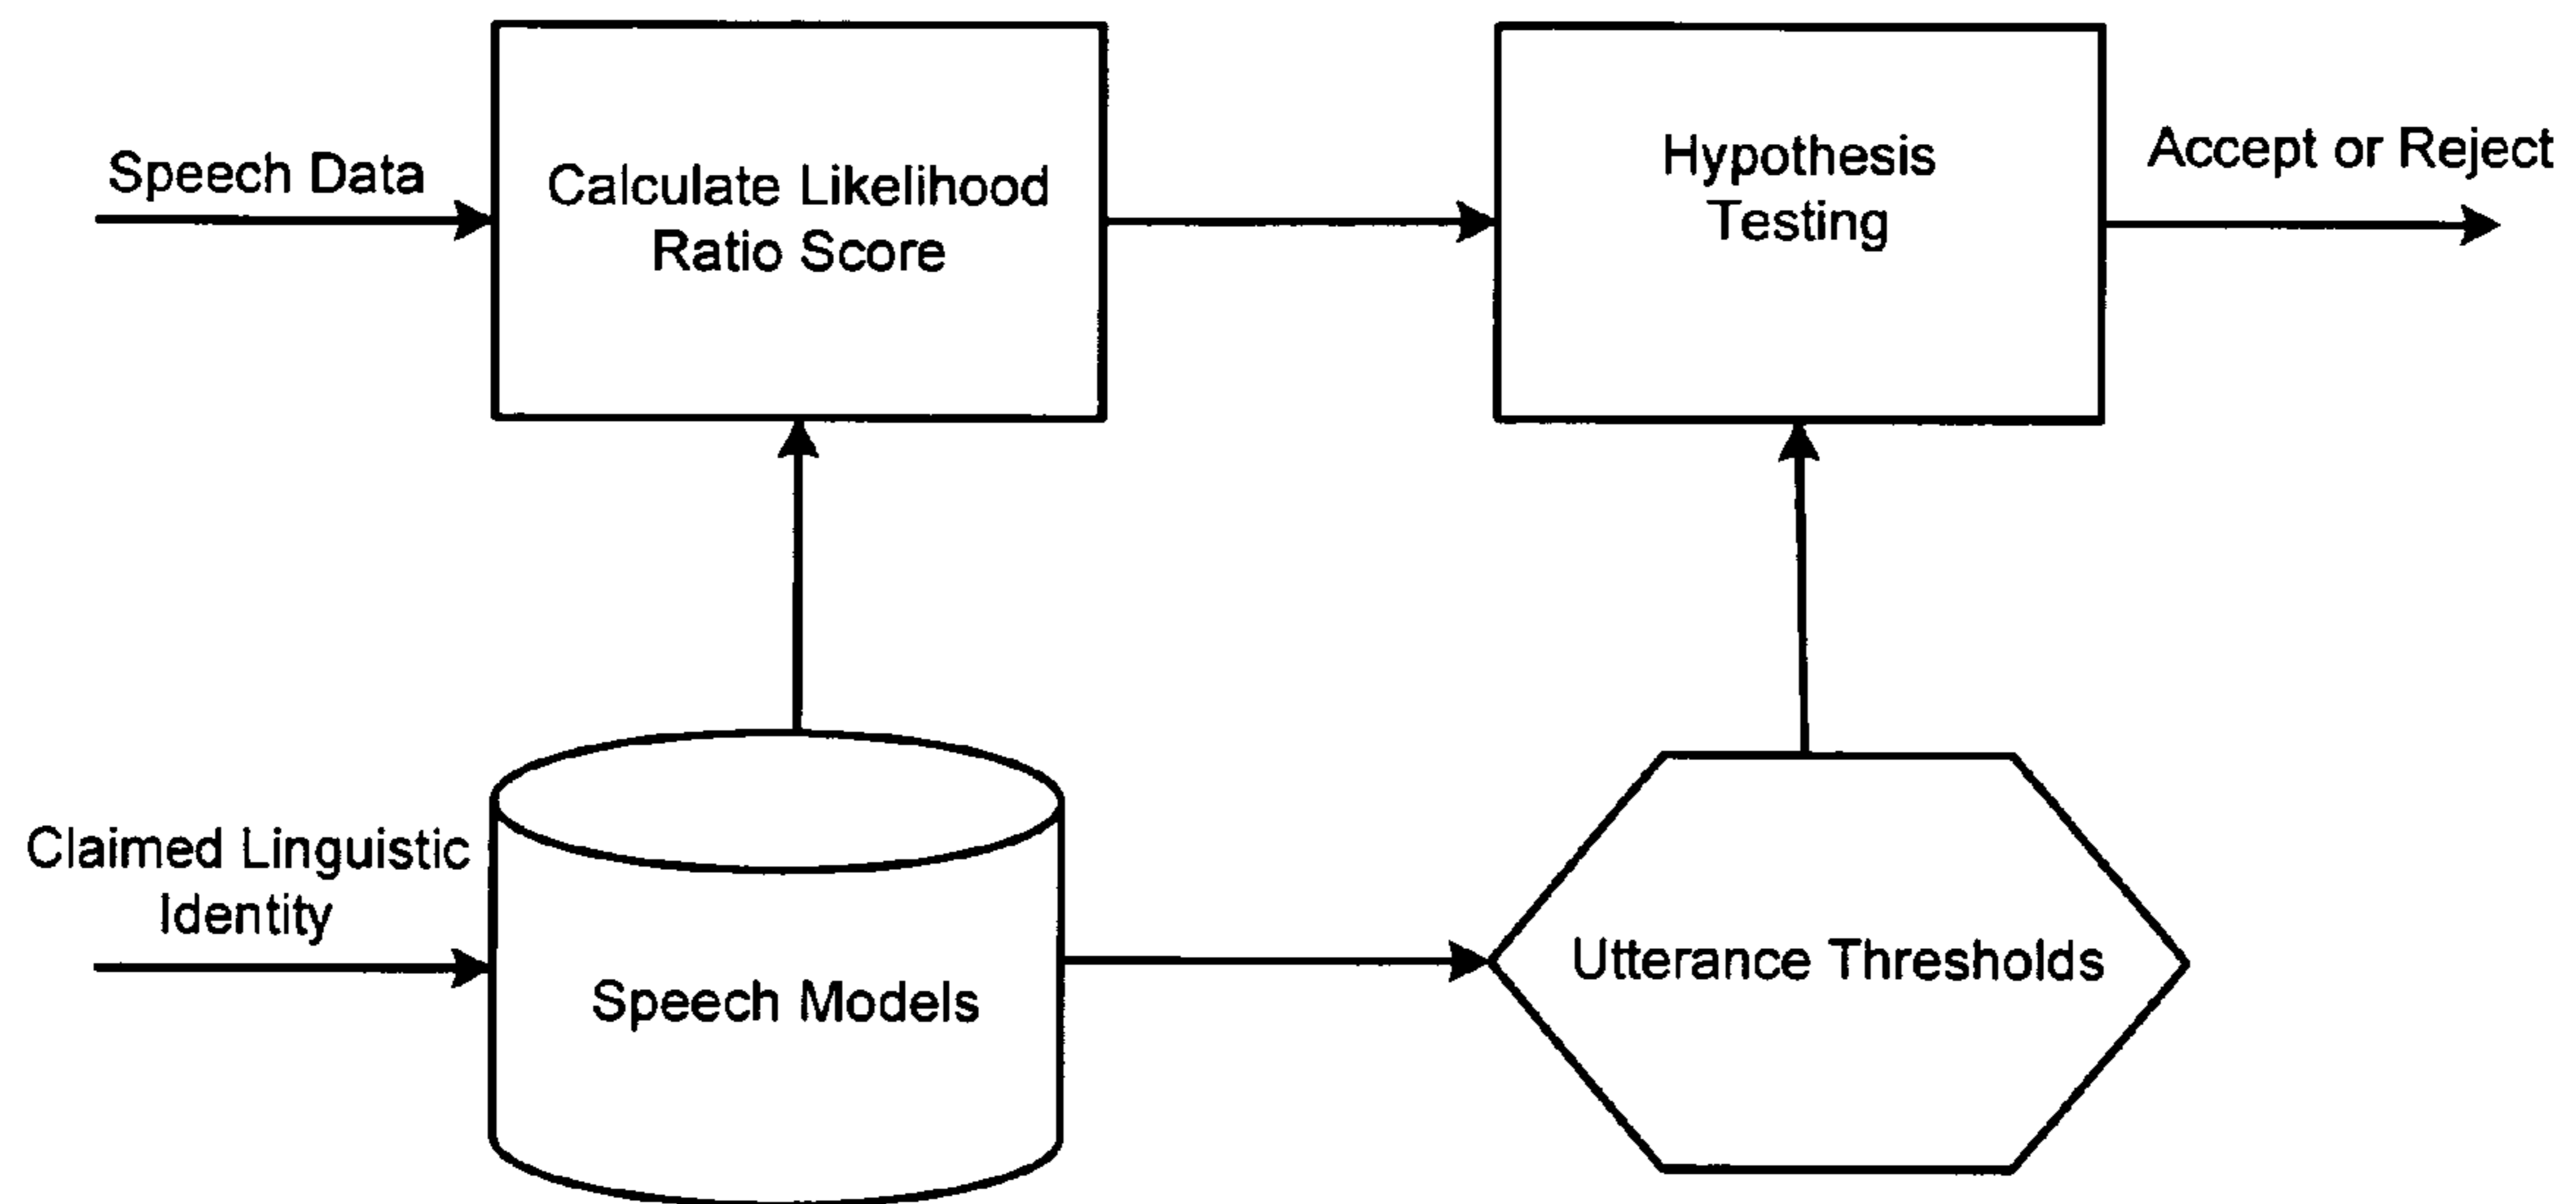 Speech Data
Calculate Likelihood
Ratio Score
Hypothesis
Testing
Accept or Reject
Claimed Linguistic
Identity
Speech Models
Utterance Thresholds